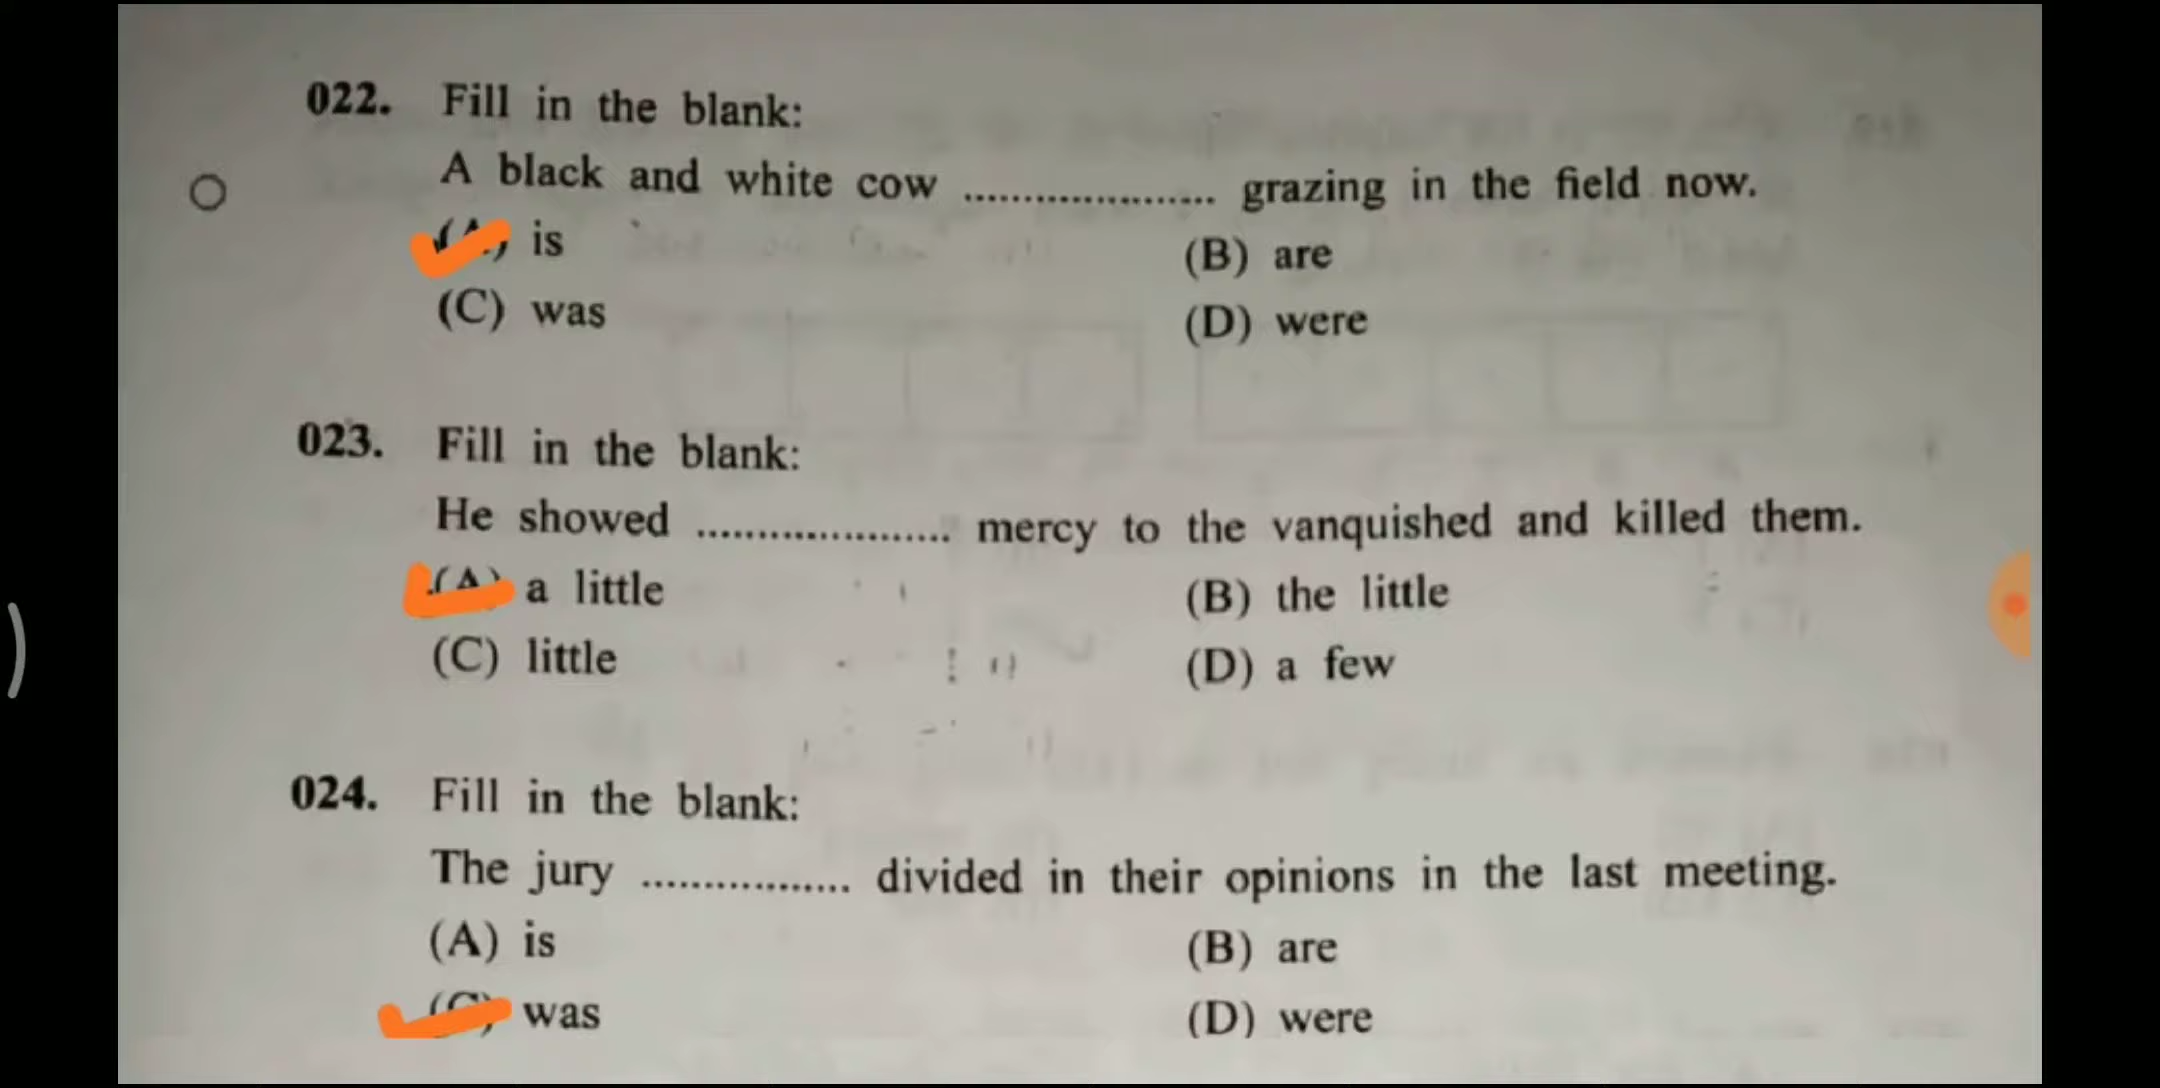 022. Fill in the blank:
A black and white cow ..................... grazing in the field now.
(A) is (B) are
(C) was (D) were
023. Fill in the blank:
He showed ..................... mercy to the vanquished and killed them.
(A) a little (B) the little
(C) little (D) a few
024. Fill in the blank:
The jury ................. divided in their opinions in the last meeting.
(A) is (B) are
(C) was (D) were